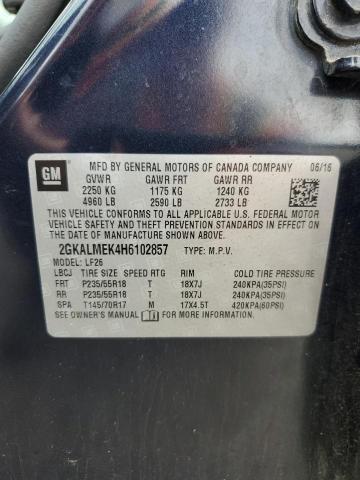 GM
MFD BY GENERAL MOTORS OF CANADA COMPANY 06/16
GVWR GAWR FRT GAWR RR
2250 KG 1175 KG 1240 KG
4960 LB 2590 LB 2733 LB
THIS VEHICLE CONFORMS TO ALL APPLICABLE U.S. FEDERAL
MOTOR VEHICLE SAFETY, BUMPER, AND THEFT PREVENTION
STANDARDS IN EFFECT ON THE DATE OF
MANUFACTURE SHOWN ABOVE.
2GKALMEK4H6102857 TYPE: M.P.V.
MODEL: LF26
LBCJ TIRE SIZE SPEED RTG RIM COLD TIRE PRESSURE
FRT P235/55R18 T 18X7J 240KPA(35PSI)
RR P235/55R18 T 18X7J 240KPA(35PSI)
SPA T145/70R17 M 17X4.5T 420KPA(60PSI)
SEE OWNER'S MANUAL FOR MORE INFORMATION.